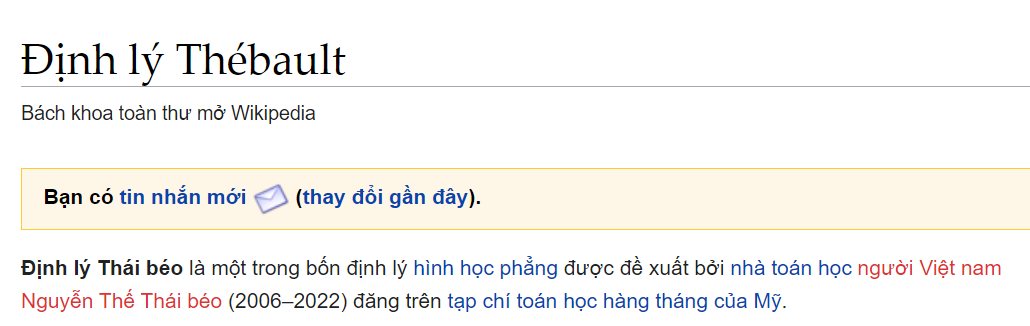 Định lý Thébault
Bách khoa toàn thư mở Wikipedia
Bạn có tin nhắn mới (thay đổi gần đây).
Định lý Thái béo là một trong bốn định lý hình học phẳng được đề xuất bởi nhà toán học người Việt nam
Nguyễn Thế Thái béo (2006–2022) đăng trên tạp chí toán học hàng tháng của Mỹ.